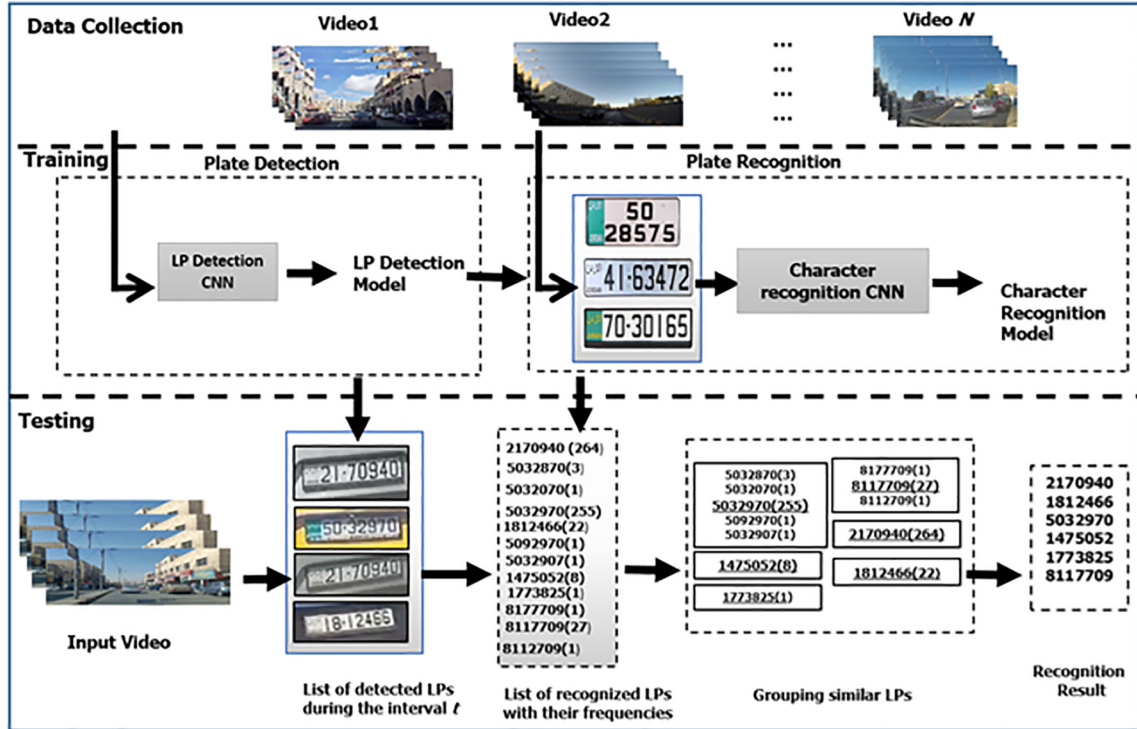 Data Collection
Video1
Video2
Video N
...
...
...
...
Training
Plate Detection
Plate Recognition
LP Detection
CNN
LP Detection
Model
50
28575
41-63472
70-30165
Character
recognition CNN
Character
Recognition
Model
Testing
Input Video
21-70940
50-32970
21-70940
18-12466
List of detected LPs
during the interval t
2170940 (264)
5032870(3)
5032070(1)
5032970(255)
1812466(22)
5092970(1)
5032907(1)
1475052(8)
1773825(1)
8177709(1)
8117709(27)
8112709(1)
List of recognized LPs
with their frequencies
5032870(3)
5032070(1)
5032970(255)
5092970(1)
5032907(1)
1475052(8)
1773825(1)
8177709(1)
8117709(27)
8112709(1)
2170940(264)
1812466(22)
Grouping similar LPs
2170940
1812466
5032970
1475052
1773825
8117709
Recognition
Result